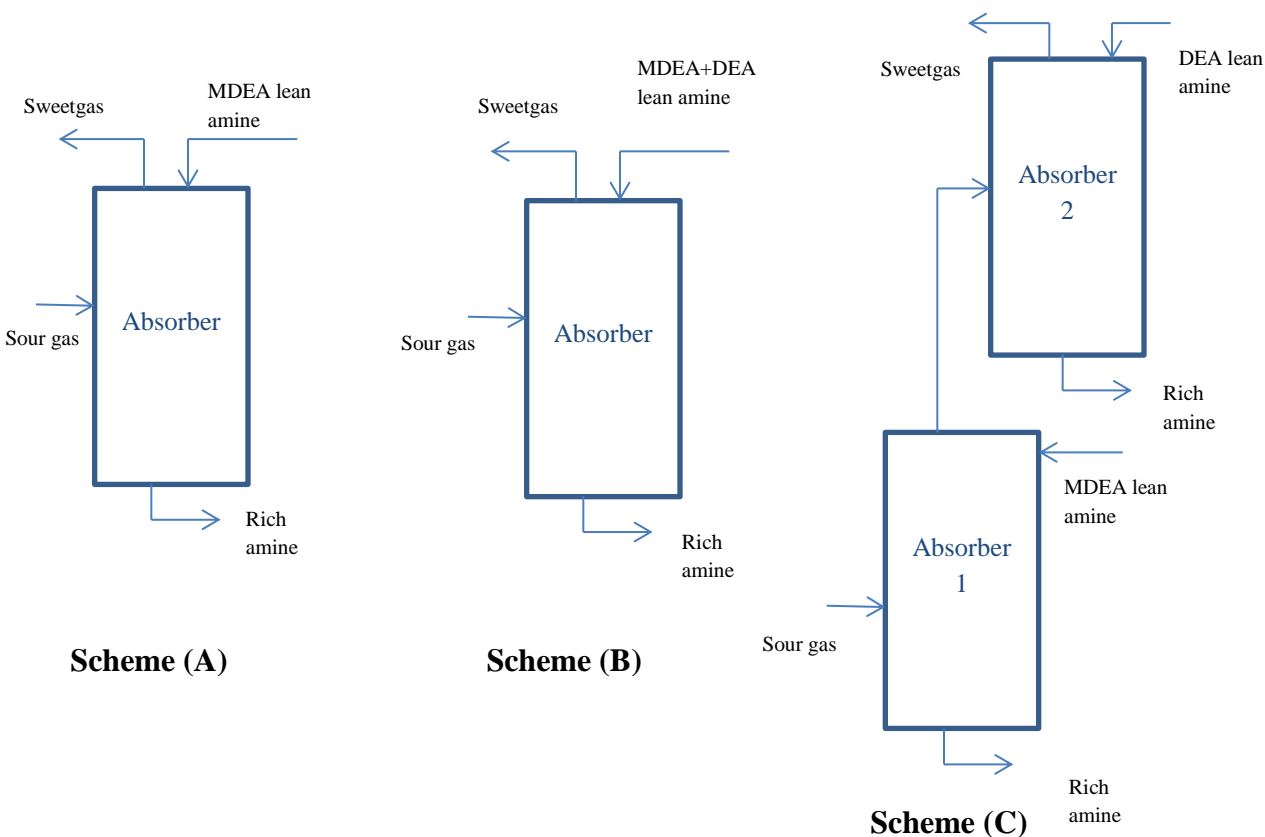 Sweetgas
MDEA lean
amine
Absorber
Sour gas
Rich
amine
Scheme (A)
Sweetgas
MDEA+DEA
lean amine
Absorber
Sour gas
Rich
amine
Scheme (B)
Sweetgas
DEA lean
amine
Absorber
2
Rich
amine
MDEA lean
amine
Absorber
1
Sour gas
Rich
amine
Scheme (C)